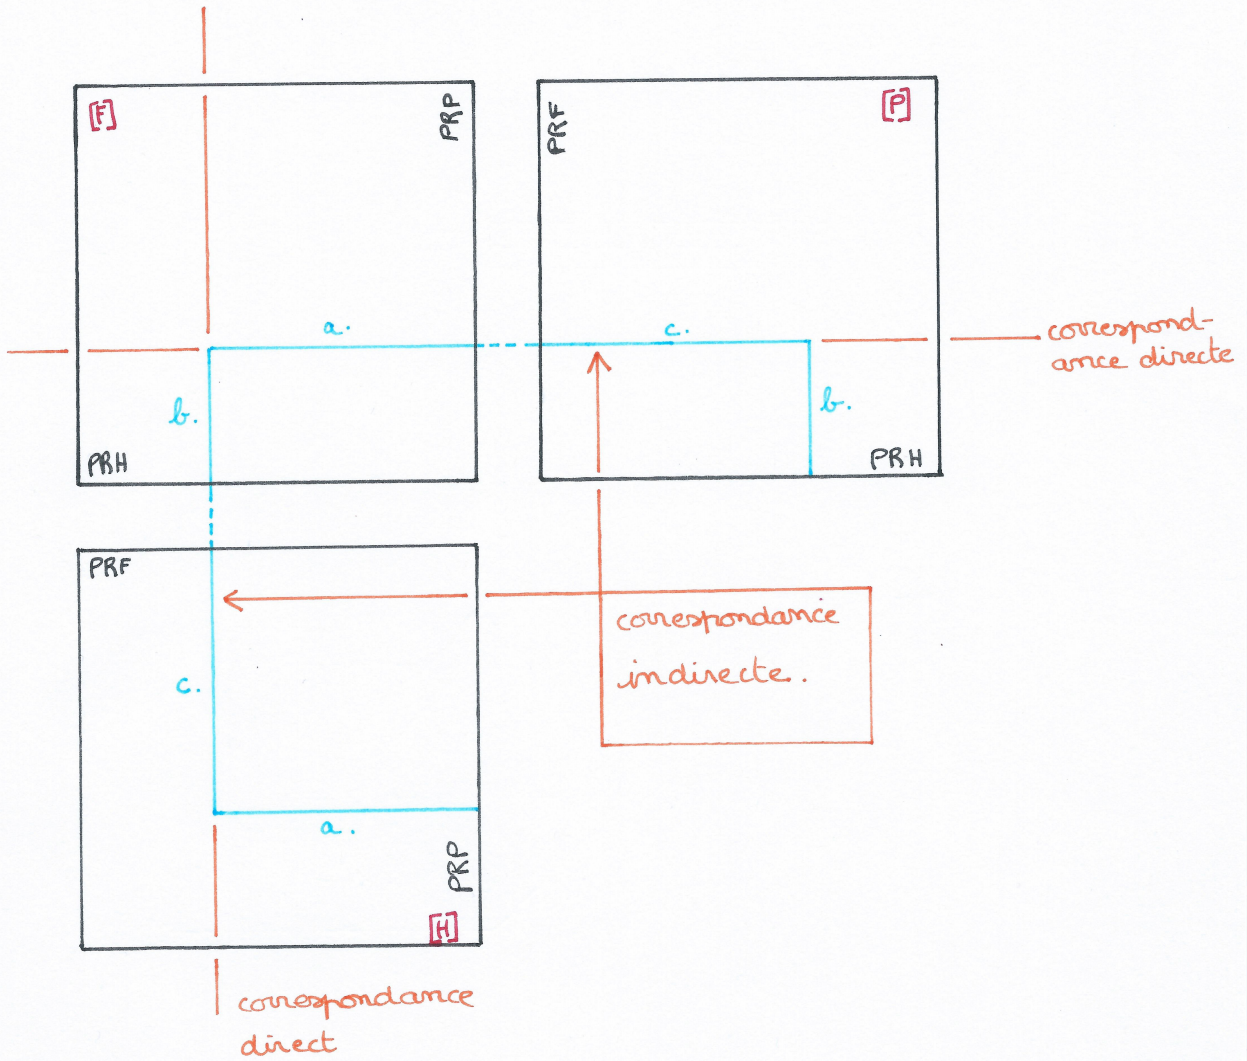 [F]
PRP
PRF
[P]
a.
c.
correspond-
ance directe
b.
b.
PRH
PRH
PRF
correspondance
indirecte.
c.
a.
PRP
[H]
correspondance
direct